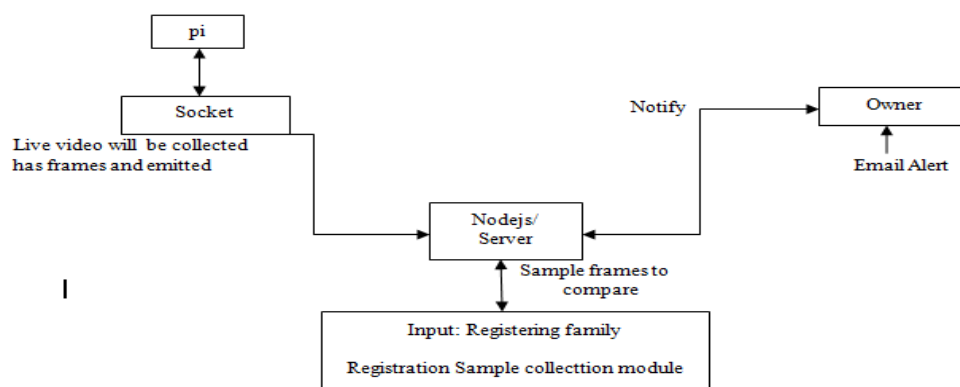 pi
Socket
Live video will be collected
has frames and emitted
Notify
Owner
Email Alert
Nodejs/
Server
Sample frames to
compare
Input: Registering family
Registration Sample collecttion module